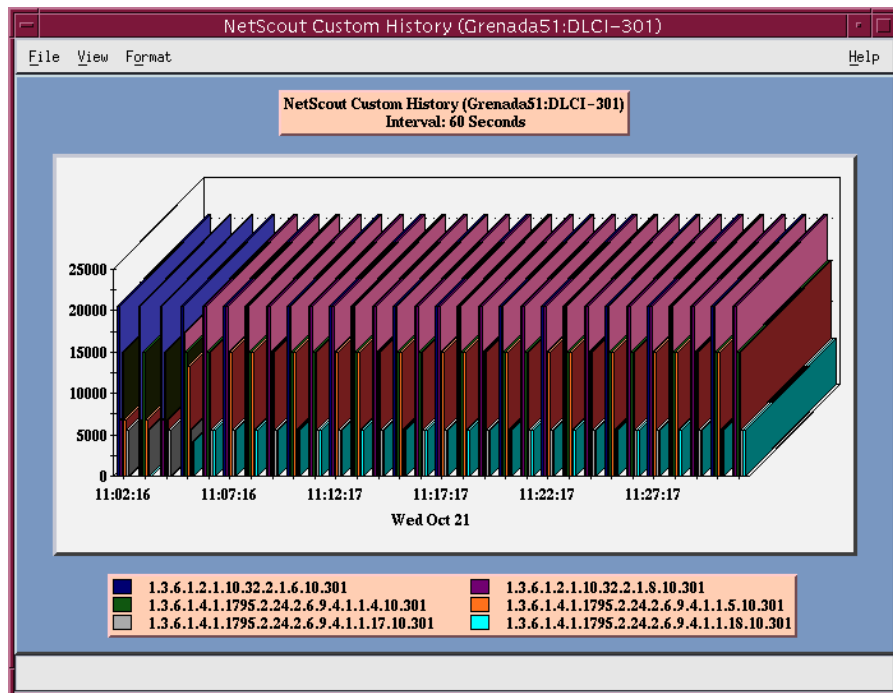 NetScout Custom History (Grenada51:DLCI-301)
File View Format Help
NetScout Custom History (Grenada51:DLCI-301)
Interval: 60 Seconds
25000
20000
15000
10000
5000
0
11:02:16 11:07:16 11:12:17 11:17:17 11:22:17 11:27:17
Wed Oct 21
1.3.6.1.2.1.10.32.2.1.6.10.301 1.3.6.1.2.1.10.32.2.1.8.10.301
1.3.6.1.4.1.1795.2.24.2.6.9.4.1.1.4.10.301 1.3.6.1.4.1.1795.2.24.2.6.9.4.1.1.5.10.301
1.3.6.1.4.1.1795.2.24.2.6.9.4.1.1.17.10.301 1.3.6.1.4.1.1795.2.24.2.6.9.4.1.1.18.10.301